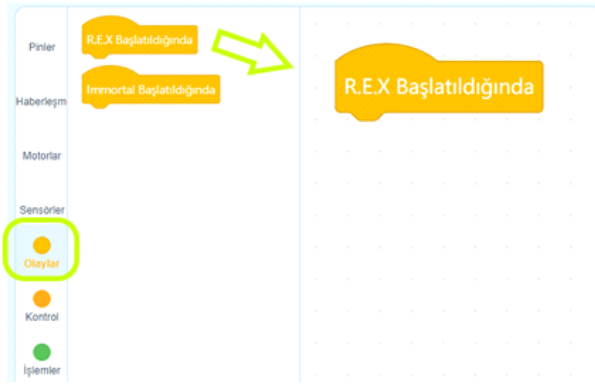 Pinler
Haberleşm
Motorlar
Sensörler
Olaylar
Kontrol
İşlemler
R.E.X Başlatıldığında
Immortal Başlatıldığında
R.E.X Başlatıldığında